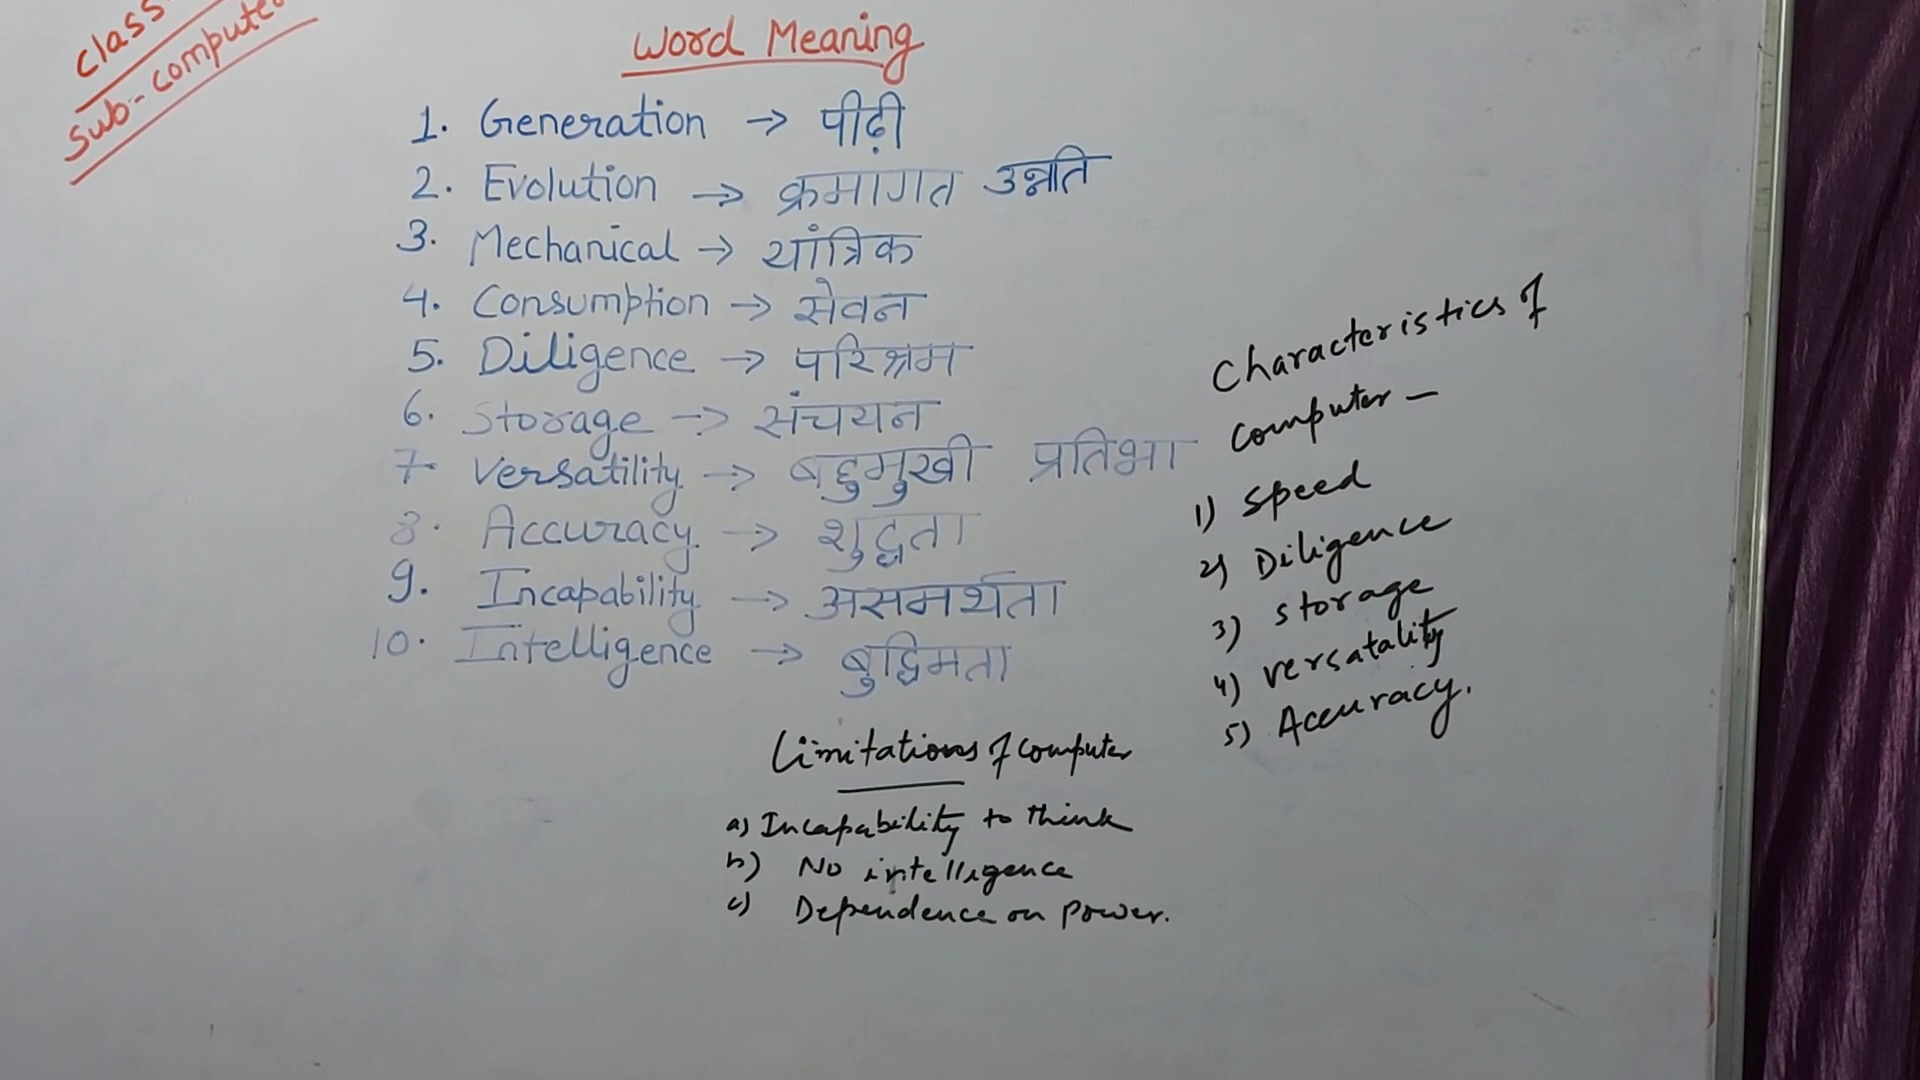 class
Sub-compute
Word Meaning
1. Generation → पीढ़ी
2. Evolution → क्रमागत उन्नति
3. Mechanical → यांत्रिक
4. Consumption → सेवन
5. Diligence → परिश्रम
6. Storage → संचयन
7. Versatility → बहुमुखी प्रतिभा
8. Accuracy. → शुद्धता
9. Incapability. → असमर्थता
10. Intelligence → बुद्धिमता
Characteristics of
computer —
1) Speed
2) Diligence
3) storage
4) versatality
5) Accuracy.
Limitations of computer
a) Incapability to think
b) No intelligence
c) Dependence on power.